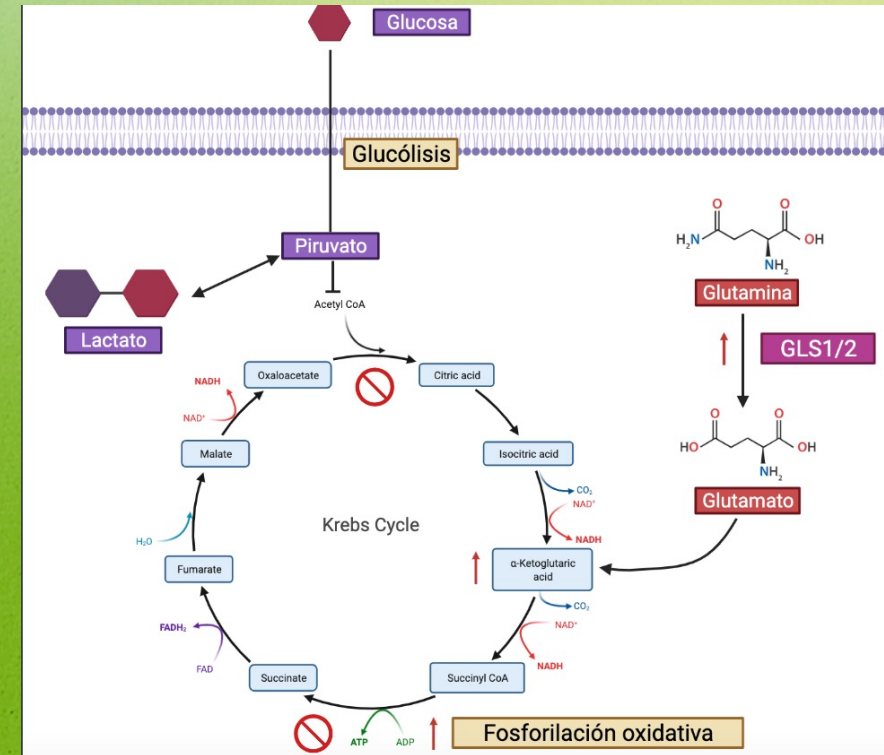 Glucosa
Glucólisis
Piruvato
Lactato
Acetyl CoA
Oxaloacetate
Citric acid
NADH
NAD⁺
Malate
Isocitric acid
CO₂
NAD⁺
NADH
Krebs Cycle
H₂O
Fumarate
α-Ketoglutaric
acid
CO₂
NAD⁺
NADH
FADH₂
FAD
Succinate
Succinyl CoA
ATP
ADP
Fosforilación oxidativa
O
O
H₂N
OH
NH₂
Glutamina
GLS1/2
O
O
HO
OH
NH₂
Glutamato